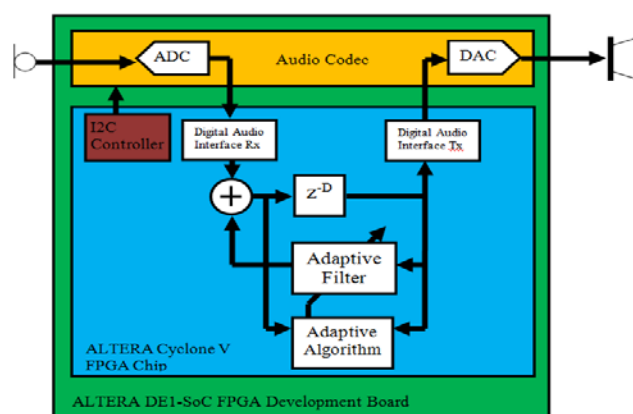 ADC
Audio Codec
DAC
I2C
Controller
Digital Audio
Interface Rx
Digital Audio
Interface Tx
+
Z-D
Adaptive
Filter
Adaptive
Algorithm
ALTERA Cyclone V
FPGA Chip
ALTERA DE1-SoC FPGA Development Board